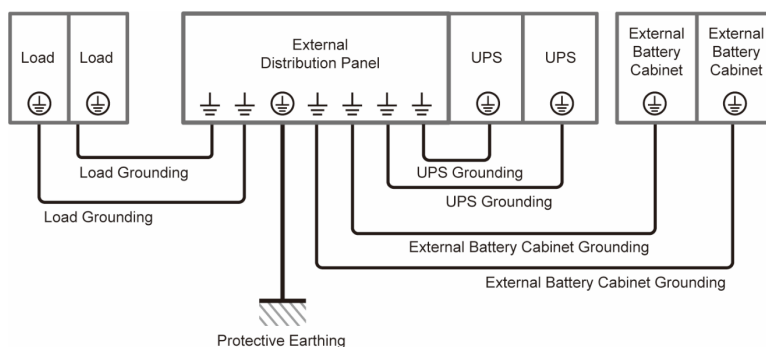 Load
Load
External
Distribution Panel
UPS
UPS
External
Battery
Cabinet
External
Battery
Cabinet
Load Grounding
UPS Grounding
Load Grounding
UPS Grounding
External Battery Cabinet Grounding
External Battery Cabinet Grounding
Protective Earthing